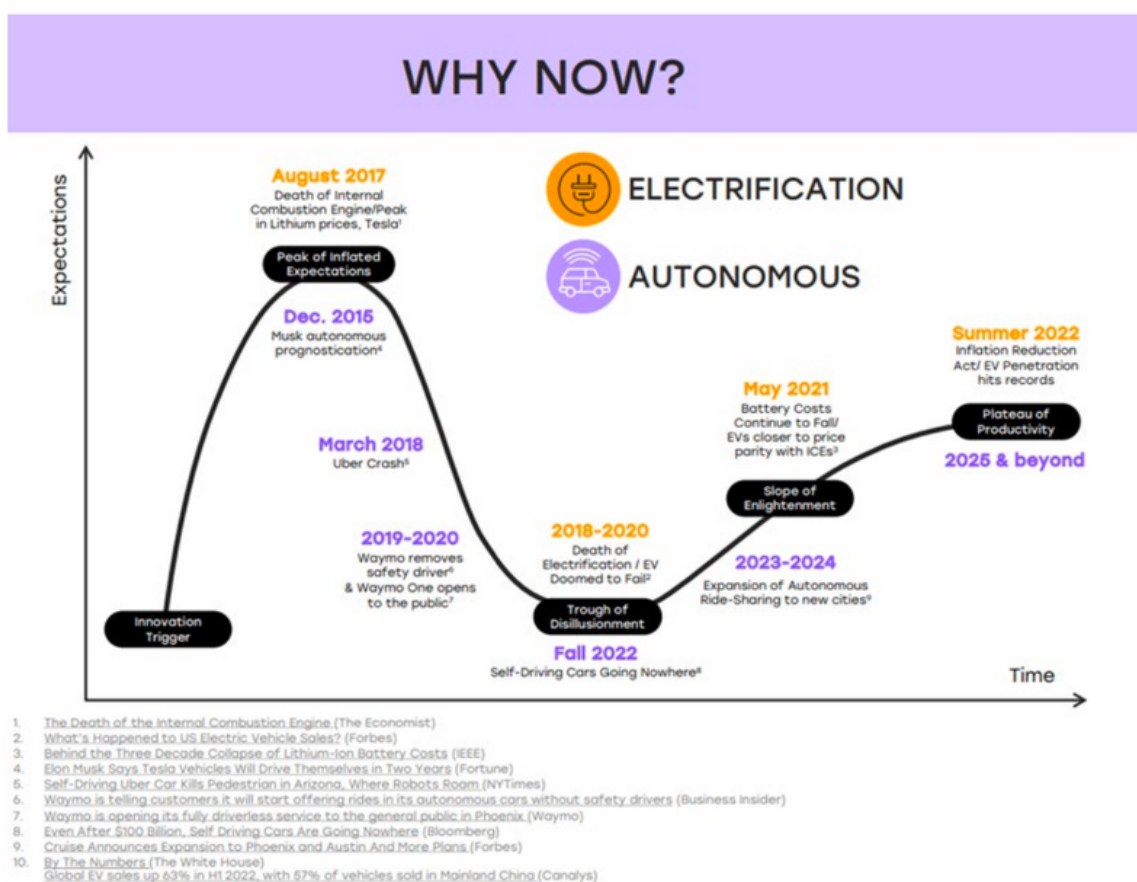 WHY NOW?
Expectations
August 2017
Death of Internal
Combustion Engine/Peak
in Lithium prices, Tesla¹
Peak of Inflated
Expectations
Dec. 2015
Musk autonomous
prognostication⁴
March 2018
Uber Crash⁵
2019-2020
Waymo removes
safety driver⁶
& Waymo One opens
to the public⁷
Innovation
Trigger
ELECTRIFICATION
AUTONOMOUS
2018-2020
Death of
Electrification / EV
Doomed to Fail²
Trough of
Disillusionment
Fall 2022
Self-Driving Cars Going Nowhere⁸
May 2021
Battery Costs
Continue to Fall/
EVs closer to price
parity with ICEs³
Slope of
Enlightenment
2023-2024
Expansion of Autonomous
Ride-Sharing to new cities⁹
Summer 2022
Inflation Reduction
Act/ EV Penetration
hits records
Plateau of
Productivity
2025 & beyond
Time
1. The Death of the Internal Combustion Engine (The Economist)
2. What's Happened to US Electric Vehicle Sales? (Forbes)
3. Behind the Three Decade Collapse of Lithium-Ion Battery Costs (IEEE)
4. Elon Musk Says Tesla Vehicles Will Drive Themselves in Two Years (Fortune)
5. Self-Driving Uber Car Kills Pedestrian in Arizona, Where Robots Roam (NYTimes)
6. Waymo is telling customers it will start offering rides in its autonomous cars without safety drivers (Business Insider)
7. Waymo is opening its fully driverless service to the general public in Phoenix (Waymo)
8. Even After $100 Billion, Self Driving Cars Are Going Nowhere (Bloomberg)
9. Cruise Announces Expansion to Phoenix and Austin And More Plans (Forbes)
10. By The Numbers (The White House)
Global EV sales up 63% in H1 2022, with 57% of vehicles sold in Mainland China (Canalys)